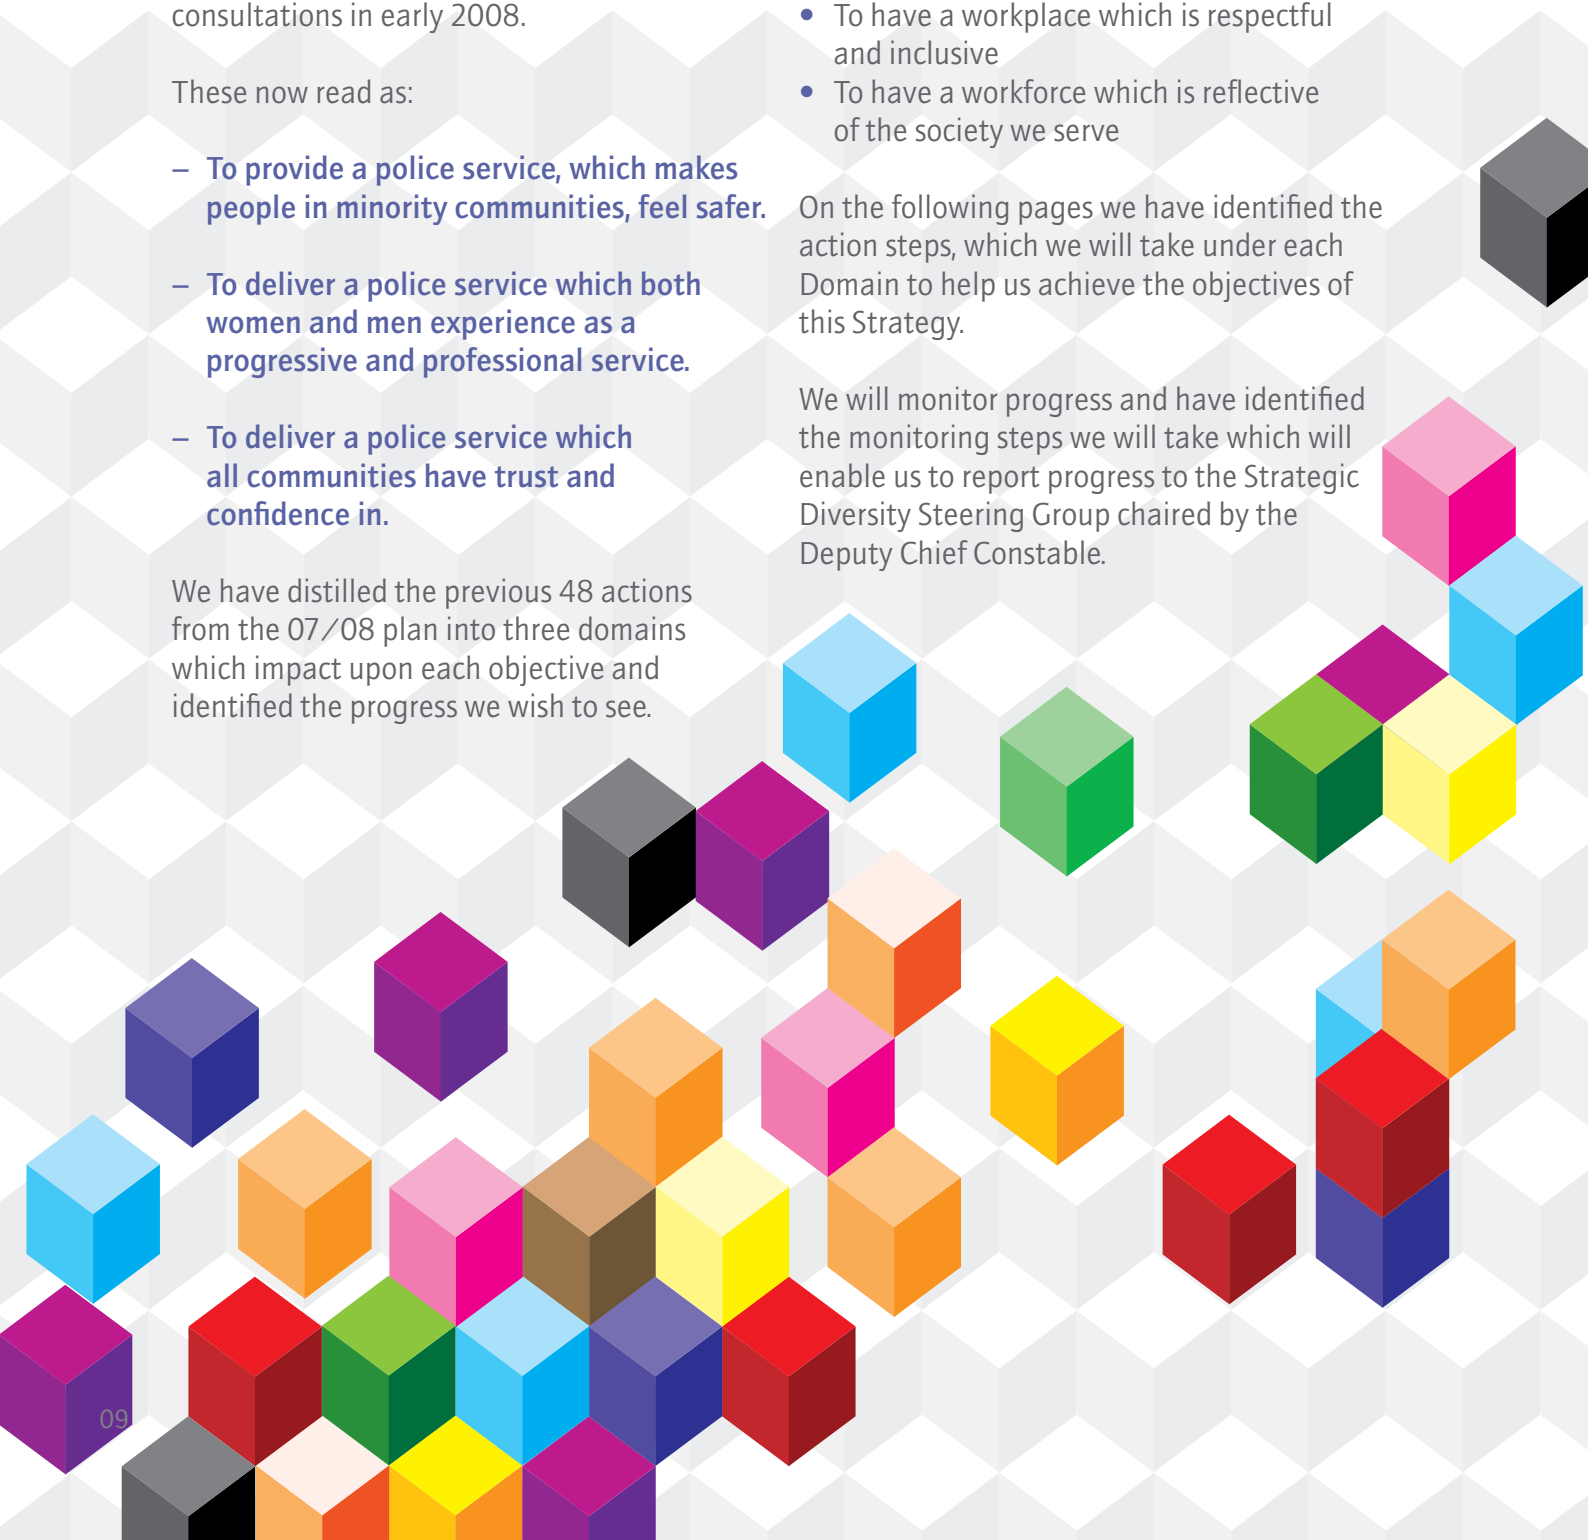 consultations in early 2008.
These now read as:
– To provide a police service, which makes
people in minority communities, feel safer.
– To deliver a police service which both
women and men experience as a
progressive and professional service.
– To deliver a police service which
all communities have trust and
confidence in.
We have distilled the previous 48 actions
from the 07/08 plan into three domains
which impact upon each objective and
identified the progress we wish to see.
• To have a workplace which is respectful
and inclusive
• To have a workforce which is reflective
of the society we serve
On the following pages we have identified the
action steps, which we will take under each
Domain to help us achieve the objectives of
this Strategy.
We will monitor progress and have identified
the monitoring steps we will take which will
enable us to report progress to the Strategic
Diversity Steering Group chaired by the
Deputy Chief Constable.
09